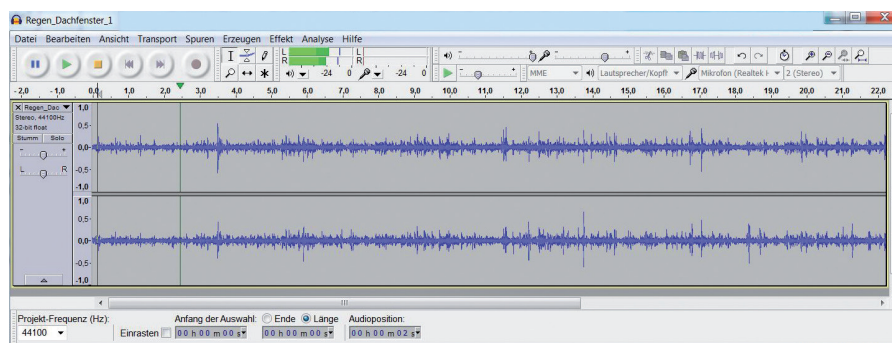 Regen_Dachfenster_1
Datei Bearbeiten Ansicht Transport Spuren Erzeugen Effekt Analyse Hilfe
L R L R
-24 0 -24 0
MME Lautsprecher/Kopfh Mikrofon (Realtek H 2 (Stereo)
-2,0 -1,0 0,0 1,0 2,0 3,0 4,0 5,0 6,0 7,0 8,0 9,0 10,0 11,0 12,0 13,0 14,0 15,0 16,0 17,0 18,0 19,0 20,0 21,0 22,0
X Regen_Dac 1,0
Stereo, 44100Hz
32-bit float 0,5-
Stumm Solo
- + 0,0-
L R -0,5-
-1,0
1,0
0,5-
0,0-
-0,5-
-1,0
Projekt-Frequenz (Hz): Anfang der Auswahl: Ende Länge Audioposition:
44100 Einrasten 00 h 00 m 00 s 00 h 00 m 00 s 00 h 00 m 02 s